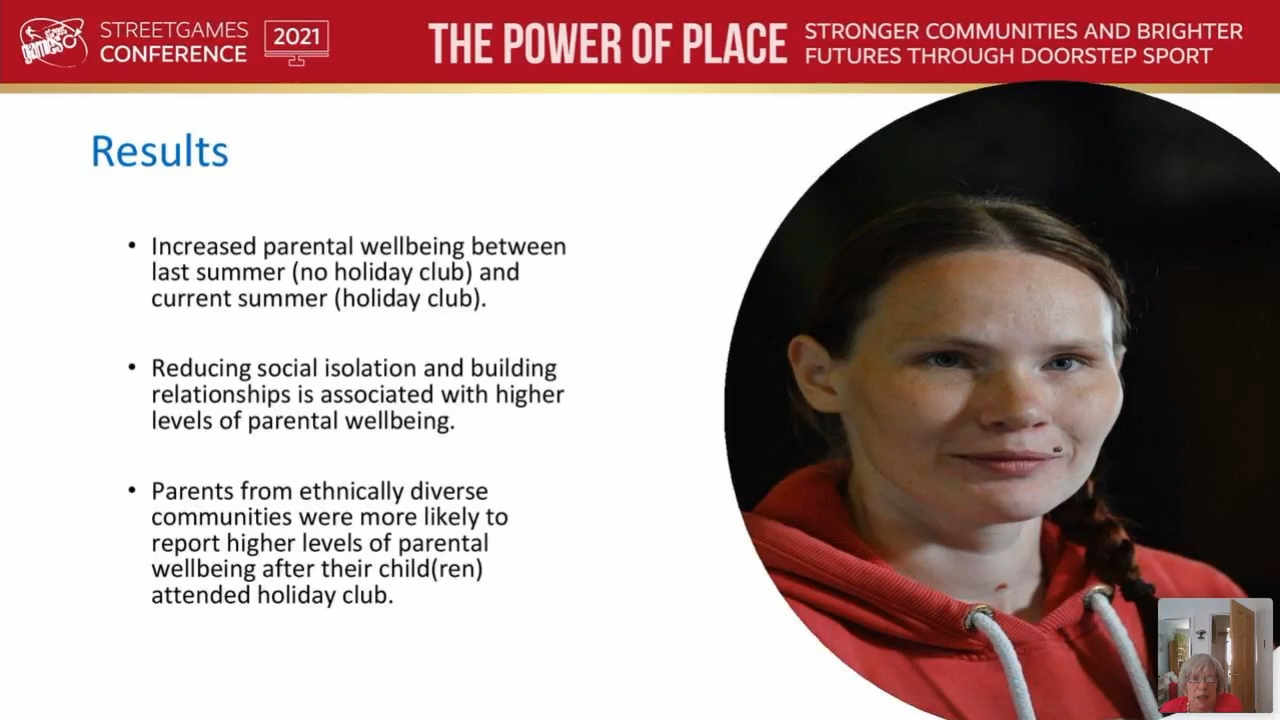 STREETGAMES
CONFERENCE
2021
THE POWER OF PLACE
STRONGER COMMUNITIES AND BRIGHTER
FUTURES THROUGH DOORSTEP SPORT
Results
• Increased parental wellbeing between
last summer (no holiday club) and
current summer (holiday club).
• Reducing social isolation and building
relationships is associated with higher
levels of parental wellbeing.
• Parents from ethnically diverse
communities were more likely to
report higher levels of parental
wellbeing after their child(ren)
attended holiday club.